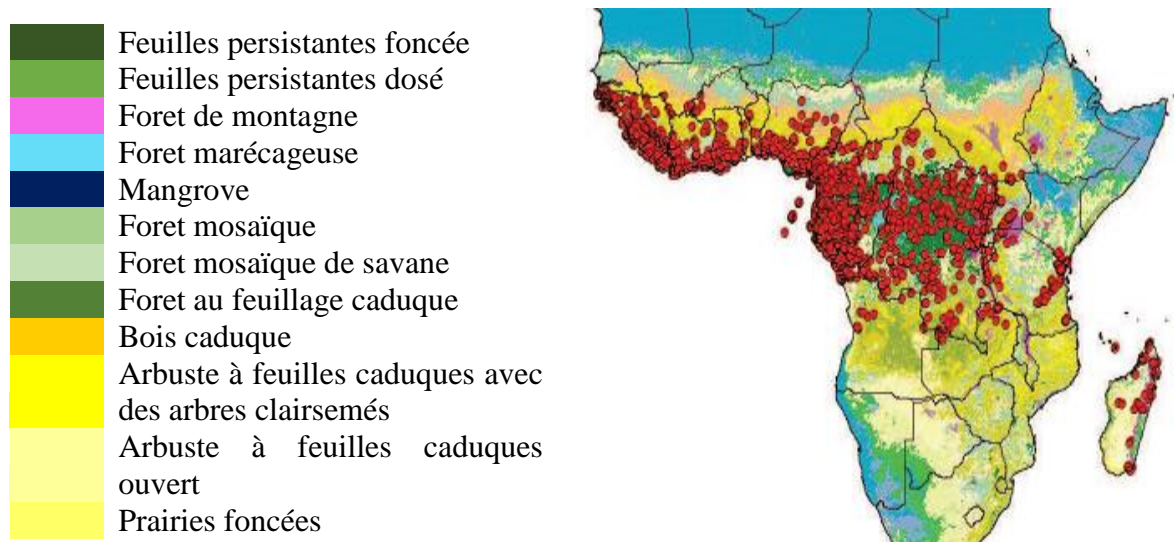 Feuilles persistantes foncée
Feuilles persistantes dosé
Foret de montagne
Foret marécageuse
Mangrove
Foret mosaïque
Foret mosaïque de savane
Foret au feuillage caduque
Bois caduque
Arbuste à feuilles caduques avec
des arbres clairsemés
Arbuste à feuilles caduques
ouvert
Prairies foncées